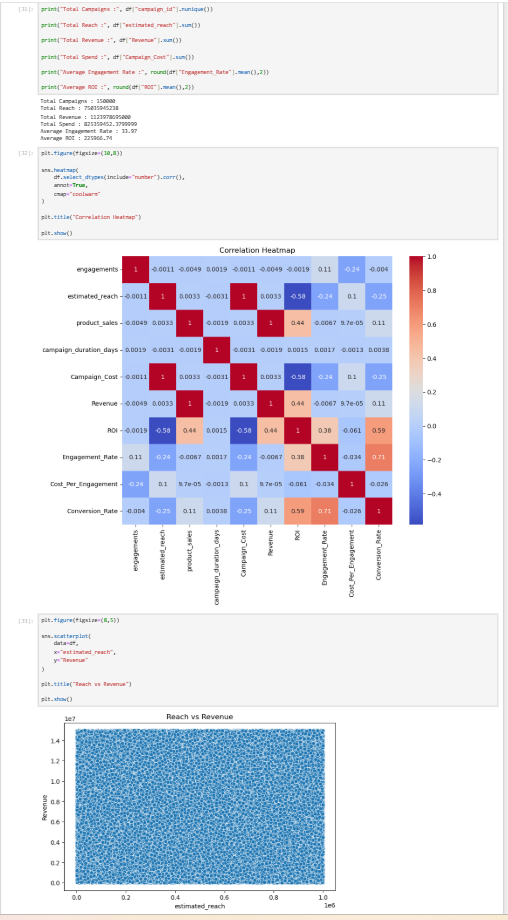 [31]:
print("Total Campaigns :", df["campaign_id"].nunique())
print("Total Reach :", df["estimated_reach"].sum())
print("Total Revenue :", df["Revenue"].sum())
print("Total Spend :", df["Campaign_Cost"].sum())
print("Average Engagement Rate :", round(df["Engagement_Rate"].mean(),2))
print("Average ROI :", round(df["ROI"].mean(),2))
Total Campaigns : 150000
Total Reach : 75035945238
Total Revenue : 1123978695000
Total Spend : 825359452.3799999
Average Engagement Rate : 33.97
Average ROI : 225966.74
[32]:
plt.figure(figsize=(10,8))
sns.heatmap(
df.select_dtypes(include="number").corr(),
annot=True,
cmap="coolwarm"
)
plt.title("Correlation Heatmap")
plt.show()
Correlation Heatmap
engagements 1 -0.0011 -0.0049 0.0019 -0.0011 -0.0049 -0.0019 0.11 -0.24 -0.004
estimated_reach -0.0011 1 0.0033 -0.0031 1 0.0033 -0.58 -0.24 0.1 -0.25
product_sales -0.0049 0.0033 1 -0.0019 0.0033 1 0.44 -0.0067 9.7e-05 0.11
campaign_duration_days 0.0019 -0.0031 -0.0019 1 -0.0031 -0.0019 0.0015 0.0017 -0.0013 0.0038
Campaign_Cost -0.0011 1 0.0033 -0.0031 1 0.0033 -0.58 -0.24 0.1 -0.25
Revenue -0.0049 0.0033 1 -0.0019 0.0033 1 0.44 -0.0067 9.7e-05 0.11
ROI -0.0019 -0.58 0.44 0.0015 -0.58 0.44 1 0.38 -0.061 0.59
Engagement_Rate 0.11 -0.24 -0.0067 0.0017 -0.24 -0.0067 0.38 1 -0.034 0.71
Cost_Per_Engagement -0.24 0.1 9.7e-05 -0.0013 0.1 9.7e-05 -0.061 -0.034 1 -0.026
Conversion_Rate -0.004 -0.25 0.11 0.0038 -0.25 0.11 0.59 0.71 -0.026 1
engagements
estimated_reach
product_sales
campaign_duration_days
Campaign_Cost
Revenue
ROI
Engagement_Rate
Cost_Per_Engagement
Conversion_Rate
1.0
0.8
0.6
0.4
0.2
0.0
−0.2
−0.4
[33]:
plt.figure(figsize=(8,5))
sns.scatterplot(
data=df,
x="estimated_reach",
y="Revenue"
)
plt.title("Reach vs Revenue")
plt.show()
Reach vs Revenue
1e7
1.4
1.2
1.0
0.8
0.6
0.4
0.2
0.0
Revenue
0.0 0.2 0.4 0.6 0.8 1.0
1e6
estimated_reach